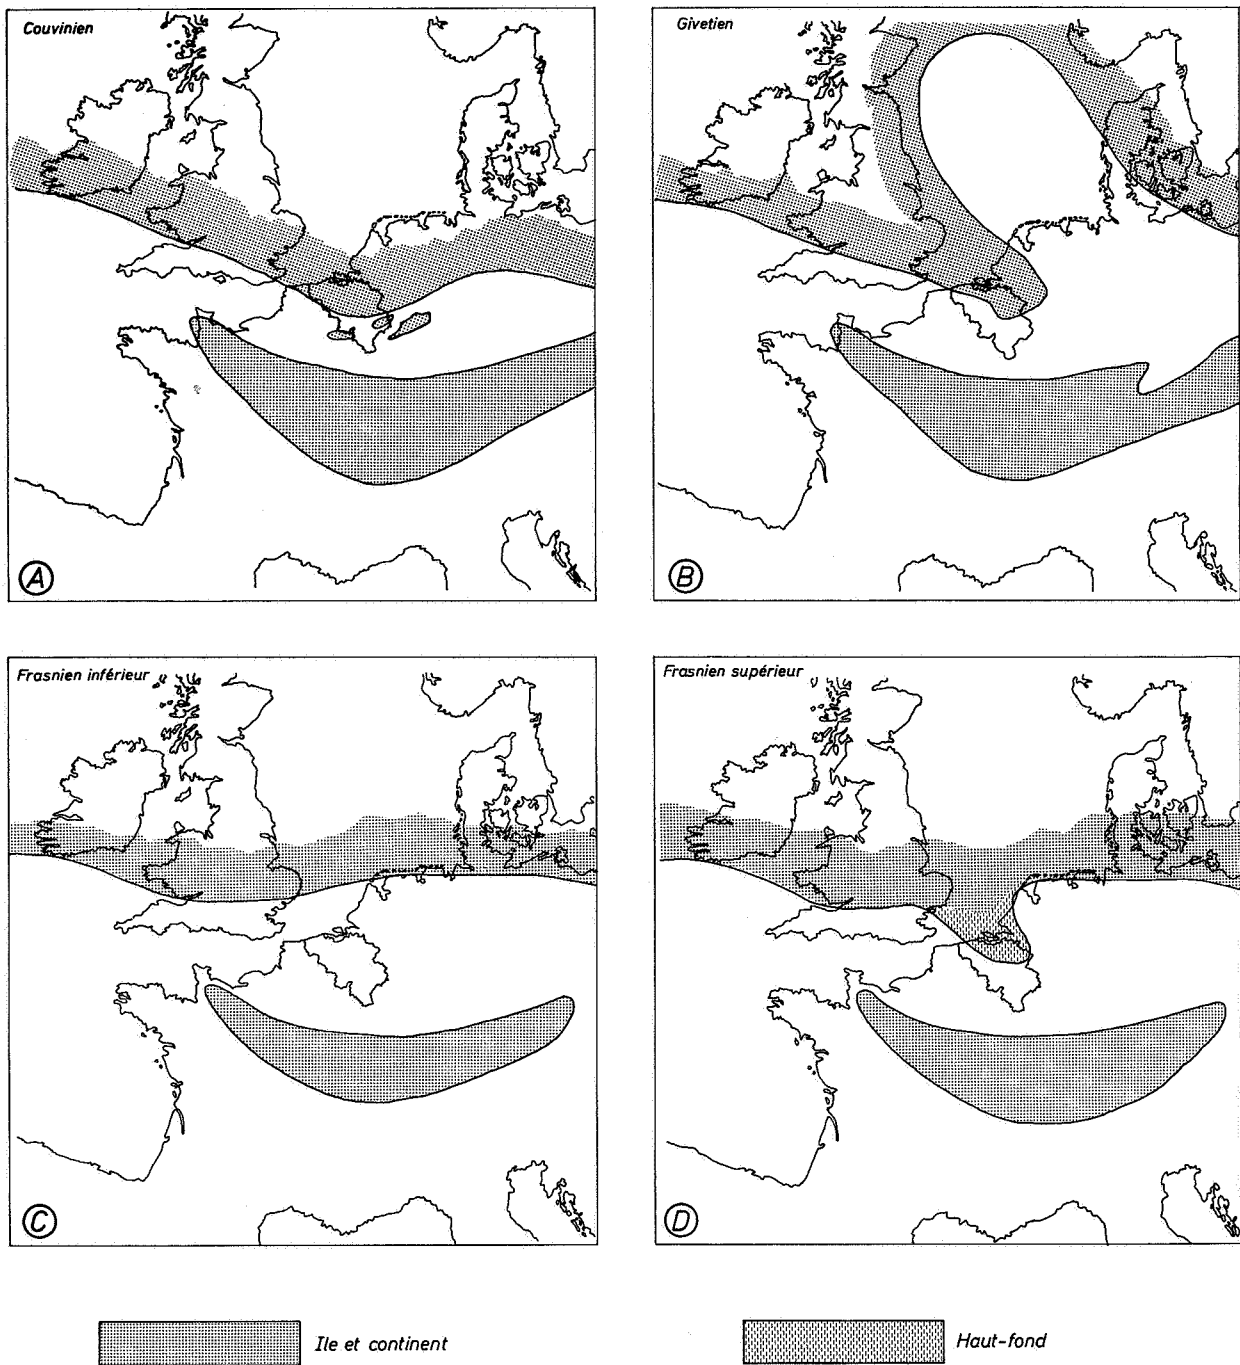 Couvinien
Givetien
A
B
Frasnien inférieur
Frasnien supérieur
C
D
Ile et continent
Haut-fond